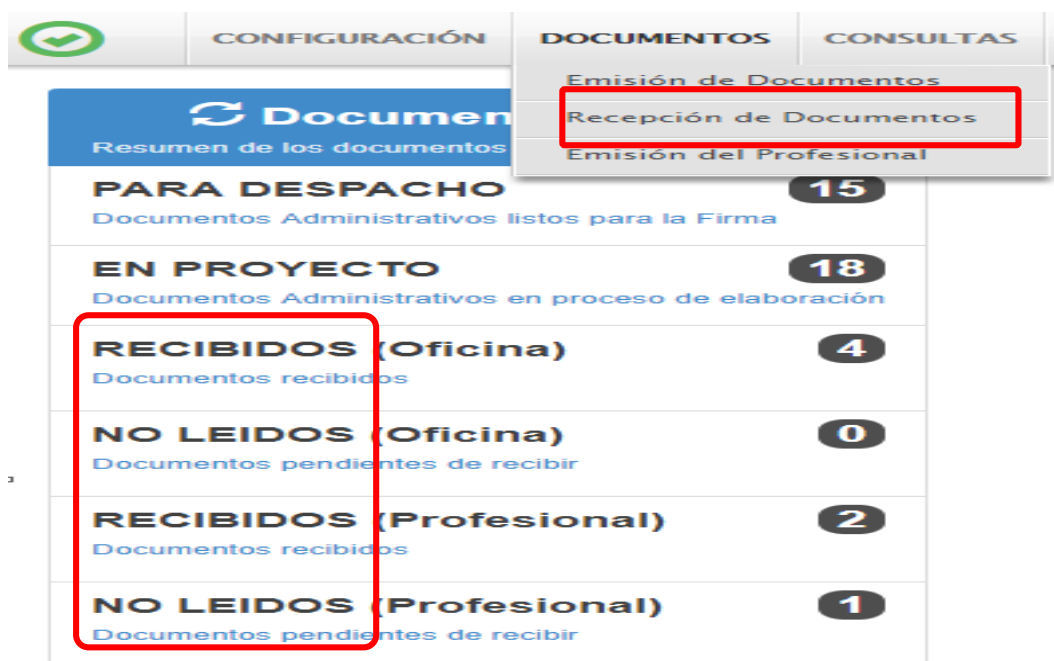 CONFIGURACIÓN DOCUMENTOS CONSULTAS
Emisión de Documentos
Recepción de Documentos
Emisión del Profesional
Documen
Resumen de los documentos
PARA DESPACHO 15
Documentos Administrativos listos para la Firma
EN PROYECTO 18
Documentos Administrativos en proceso de elaboración
RECIBIDOS (Oficina) 4
Documentos recibidos
NO LEIDOS (Oficina) 0
Documentos pendientes de recibir
RECIBIDOS (Profesional) 2
Documentos recibidos
NO LEIDOS (Profesional) 1
Documentos pendientes de recibir